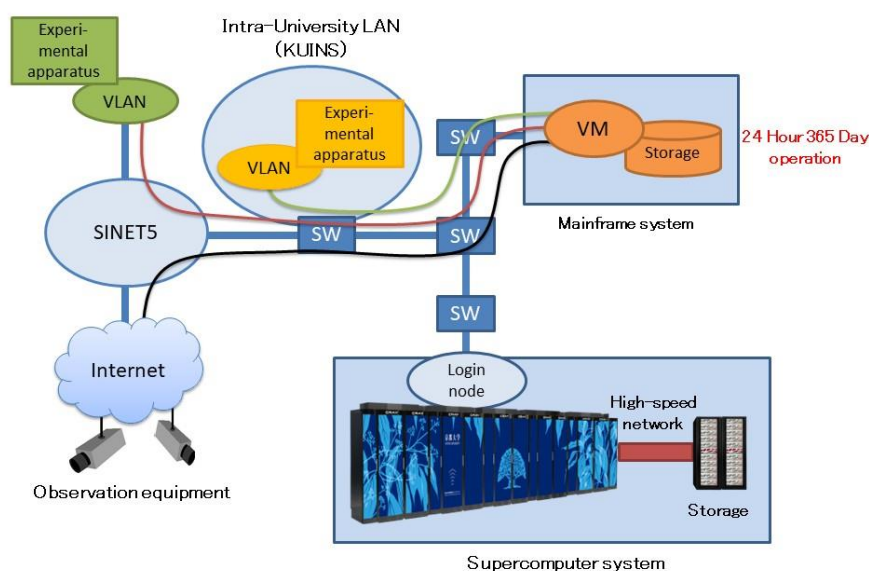 Experi-
mental
apparatus
VLAN
Intra-University LAN
(KUINS)
Experi-
mental
apparatus
VLAN
SW
VM
Storage
24 Hour 365 Day
operation
Mainframe system
SINET5
SW
SW
SW
Internet
Login
node
High-speed
network
Observation equipment
Storage
Supercomputer system